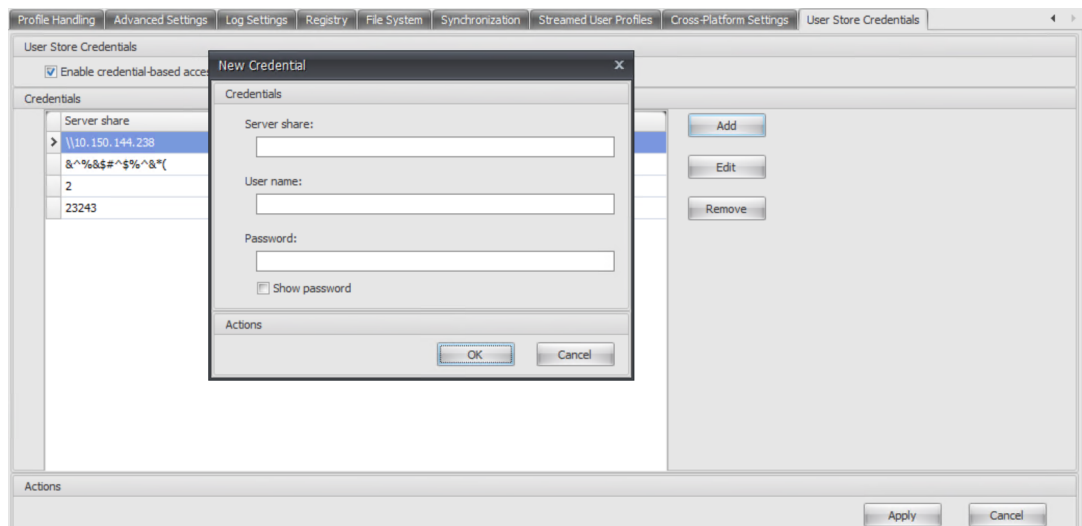 Profile Handling Advanced Settings Log Settings Registry File System Synchronization Streamed User Profiles Cross-Platform Settings User Store Credentials
User Store Credentials
Enable credential-based
Credentials
Server share
\\10.150.144.238
&^%&$#^$%^&*(
2
23243
New Credential
Credentials
Server share:
User name:
Password:
Show password
Actions
OK Cancel
Add
Edit
Remove
Actions
Apply Cancel